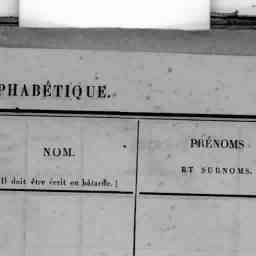 PHABÉTIQUE.
NOM.
Il doit être écrit en bâtarde.)
PRÉNOMS
ET SURNOMS.